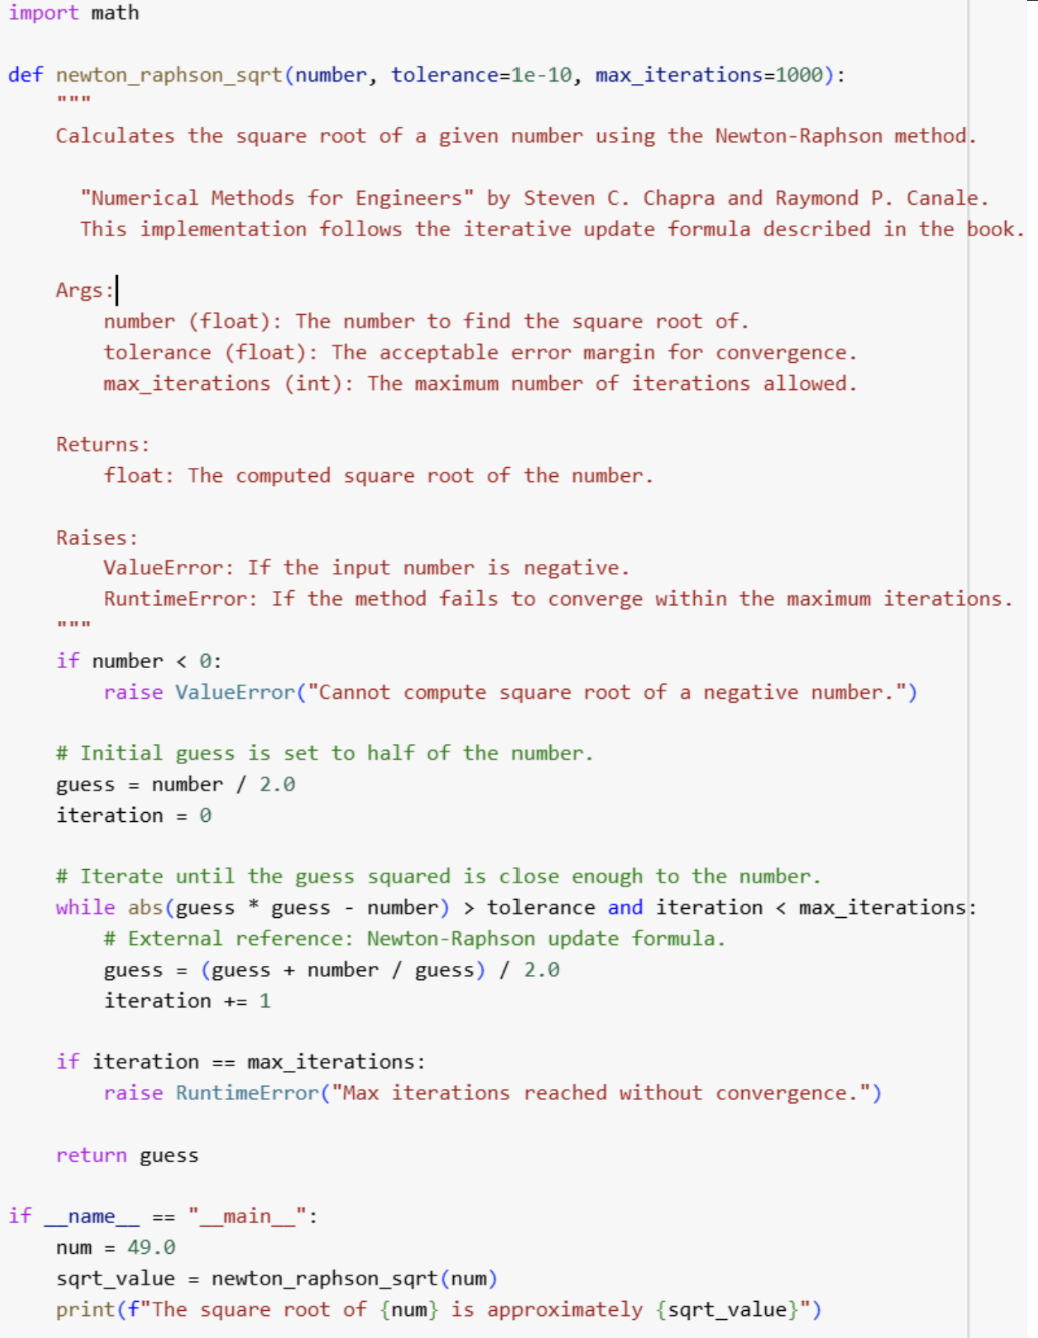 import math

def newton_raphson_sqrt(number, tolerance=1e-10, max_iterations=1000):
    """
    Calculates the square root of a given number using the Newton-Raphson method.

      "Numerical Methods for Engineers" by Steven C. Chapra and Raymond P. Canale.
      This implementation follows the iterative update formula described in the book.

    Args:
        number (float): The number to find the square root of.
        tolerance (float): The acceptable error margin for convergence.
        max_iterations (int): The maximum number of iterations allowed.

    Returns:
        float: The computed square root of the number.

    Raises:
        ValueError: If the input number is negative.
        RuntimeError: If the method fails to converge within the maximum iterations.
    """
    if number < 0:
        raise ValueError("Cannot compute square root of a negative number.")

    # Initial guess is set to half of the number.
    guess = number / 2.0
    iteration = 0

    # Iterate until the guess squared is close enough to the number.
    while abs(guess * guess - number) > tolerance and iteration < max_iterations:
        # External reference: Newton-Raphson update formula.
        guess = (guess + number / guess) / 2.0
        iteration += 1

    if iteration == max_iterations:
        raise RuntimeError("Max iterations reached without convergence.")

    return guess

if __name__ == "__main__":
    num = 49.0
    sqrt_value = newton_raphson_sqrt(num)
    print(f"The square root of {num} is approximately {sqrt_value}")